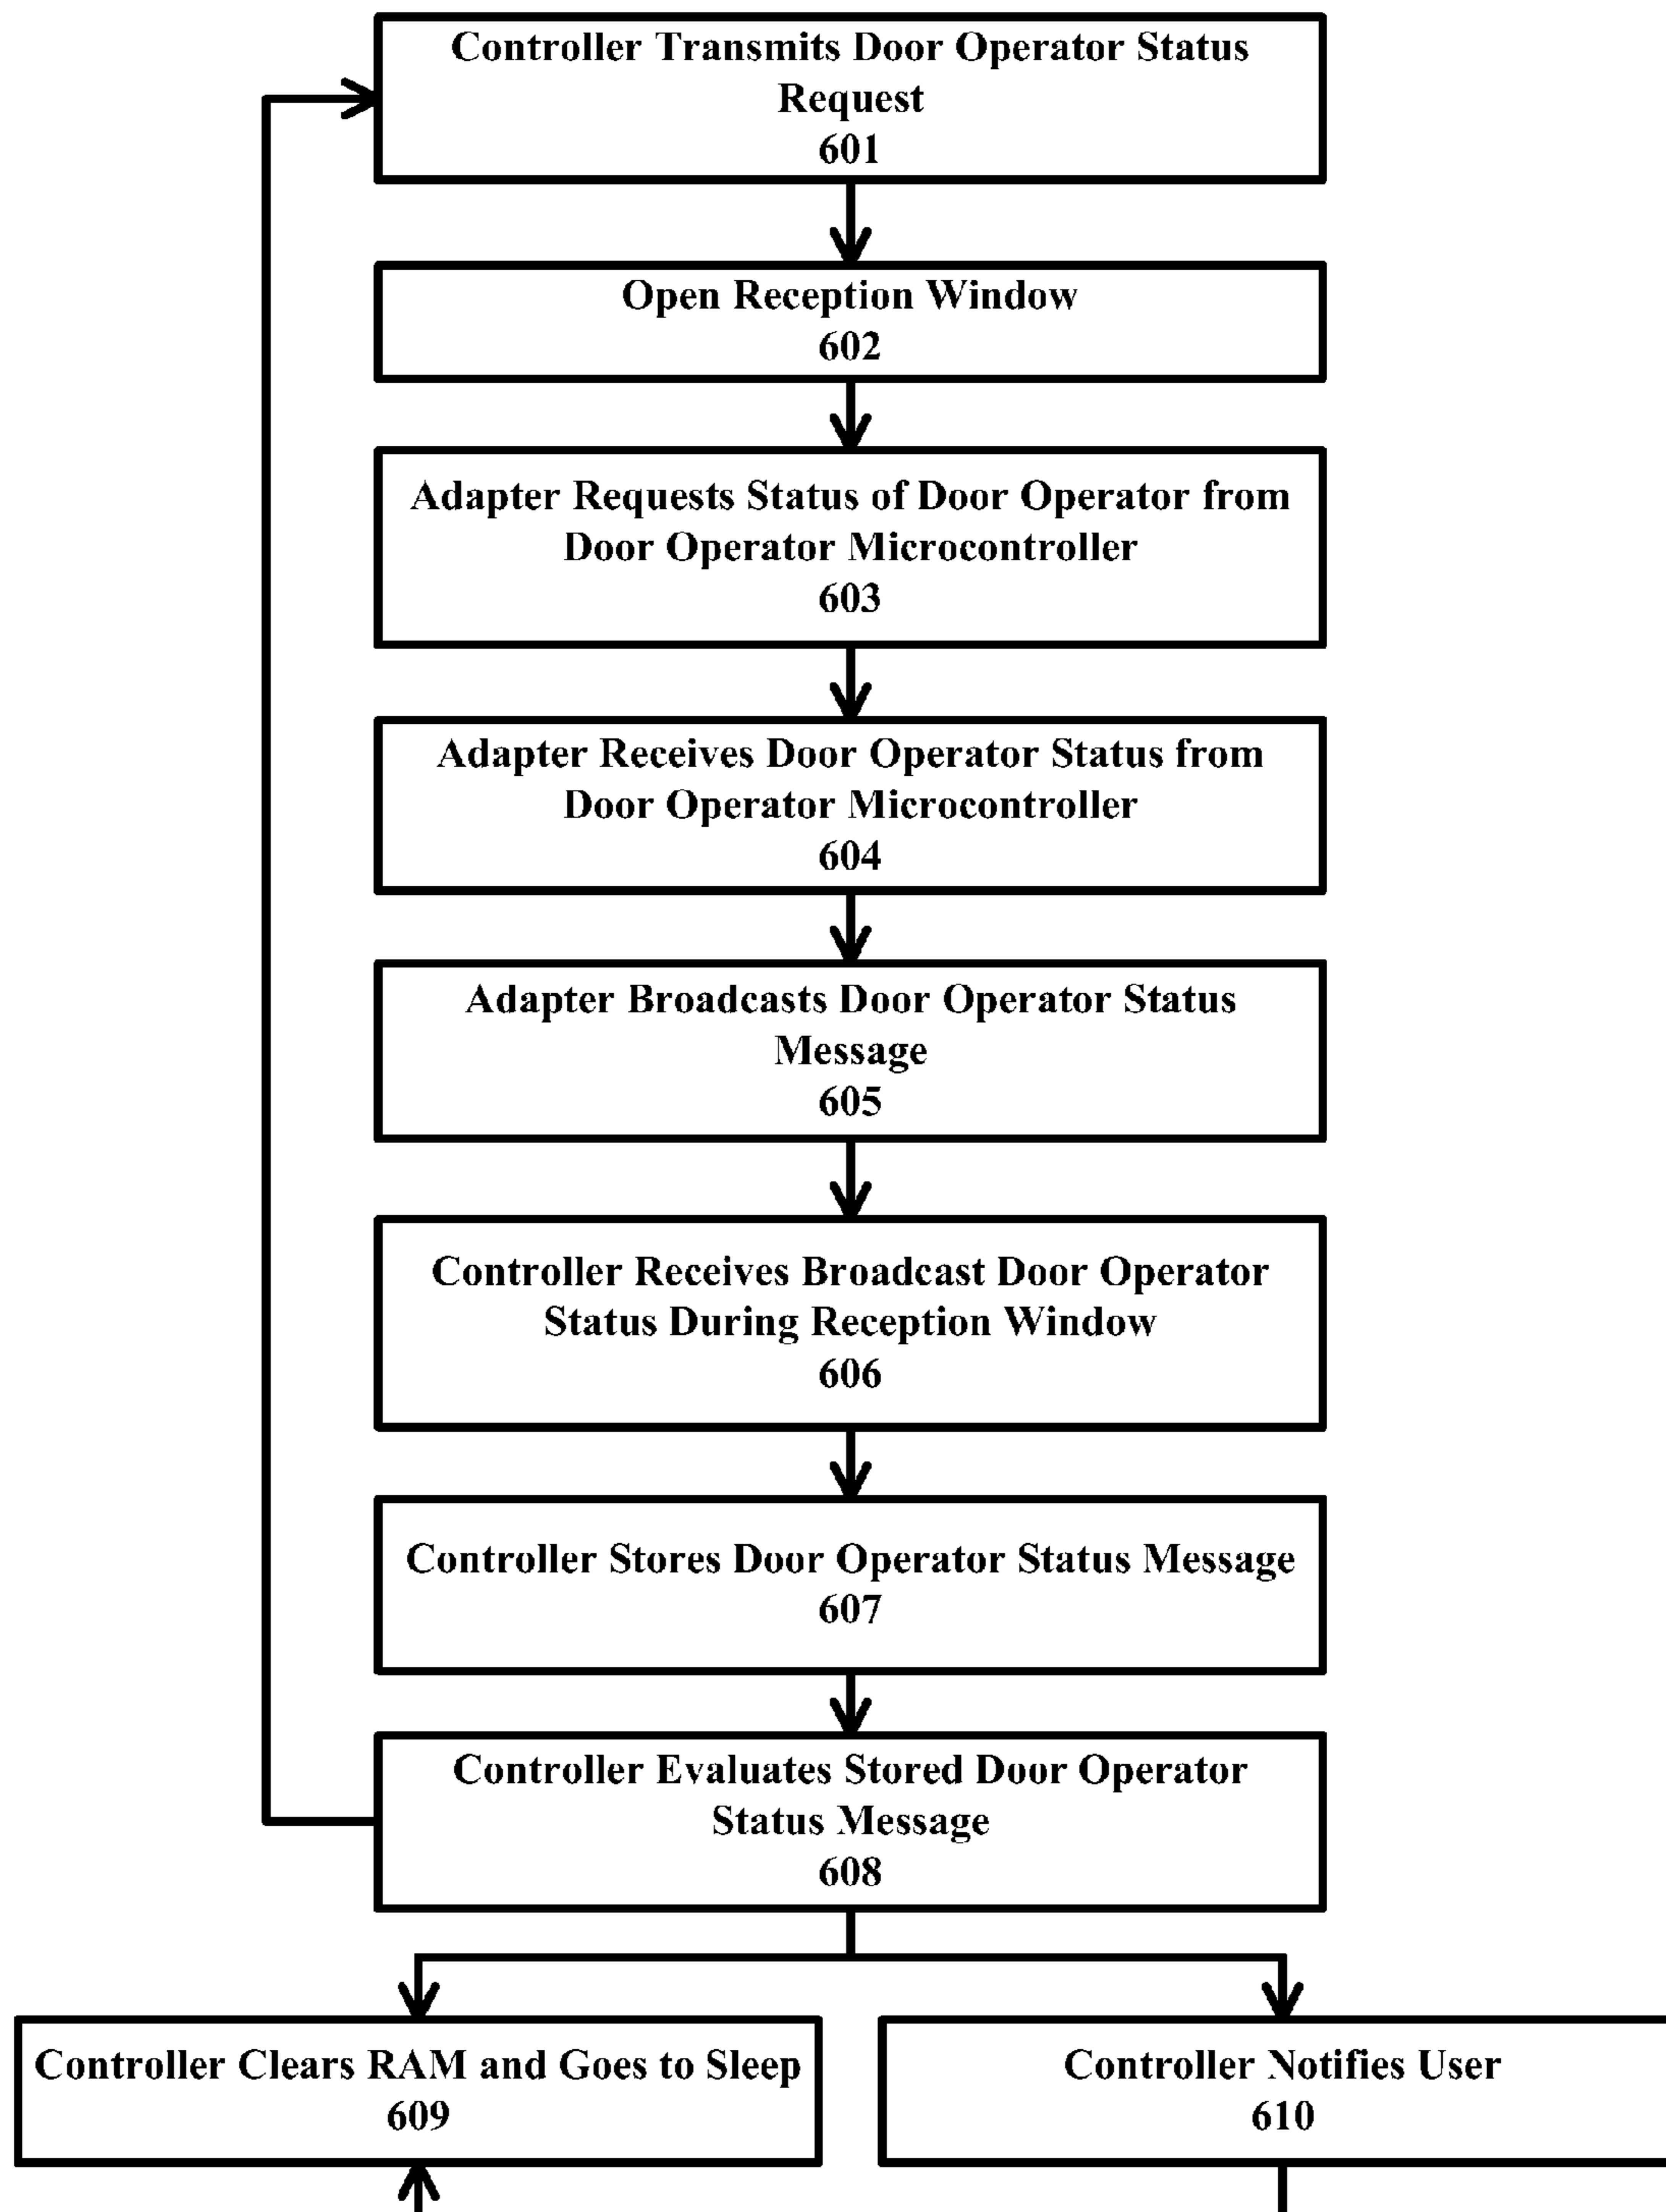 Controller Transmits Door Operator Status
Request
601
Open Reception Window
602
Adapter Requests Status of Door Operator from
Door Operator Microcontroller
603
Adapter Receives Door Operator Status from
Door Operator Microcontroller
604
Adapter Broadcasts Door Operator Status
Message
605
Controller Receives Broadcast Door Operator
Status During Reception Window
606
Controller Stores Door Operator Status Message
607
Controller Evaluates Stored Door Operator
Status Message
608
Controller Clears RAM and Goes to Sleep
609
Controller Notifies User
610